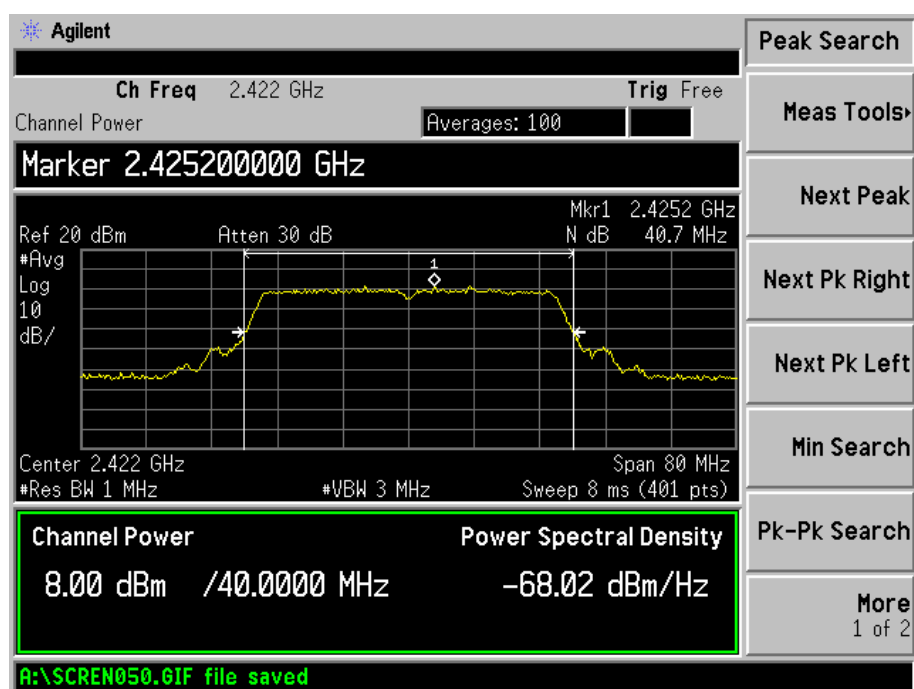 Agilent
Peak Search
Ch Freq 2.422 GHz Trig Free
Channel Power Averages: 100
Marker 2.425200000 GHz
Mkr1 2.4252 GHz
Ref 20 dBm Atten 30 dB N dB 40.7 MHz
#Avg
Log
10
dB/
1
Center 2.422 GHz Span 80 MHz
#Res BW 1 MHz #VBW 3 MHz Sweep 8 ms (401 pts)
Channel Power Power Spectral Density
8.00 dBm /40.0000 MHz -68.02 dBm/Hz
A:\SCREN050.GIF file saved
Meas Tools
Next Peak
Next Pk Right
Next Pk Left
Min Search
Pk-Pk Search
More
1 of 2